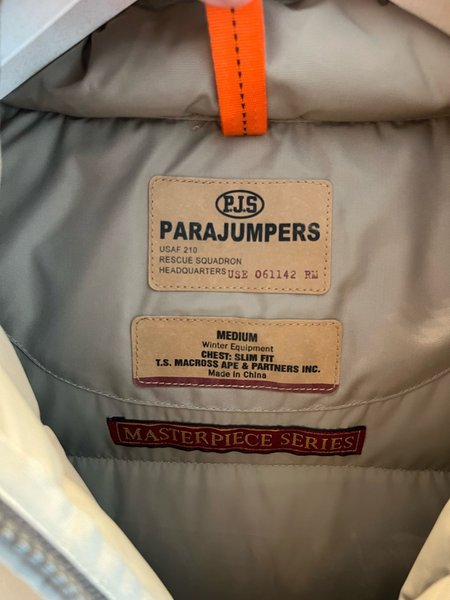 P.J.S
PARAJUMPERS
USAF 210
RESCUE SQUADRON
HEADQUARTERS USE 061142 RM
MEDIUM
Winter Equipment
CHEST: SLIM FIT
T.S. MACROSS APE & PARTNERS INC.
Made in China
MASTERPIECE SERIES